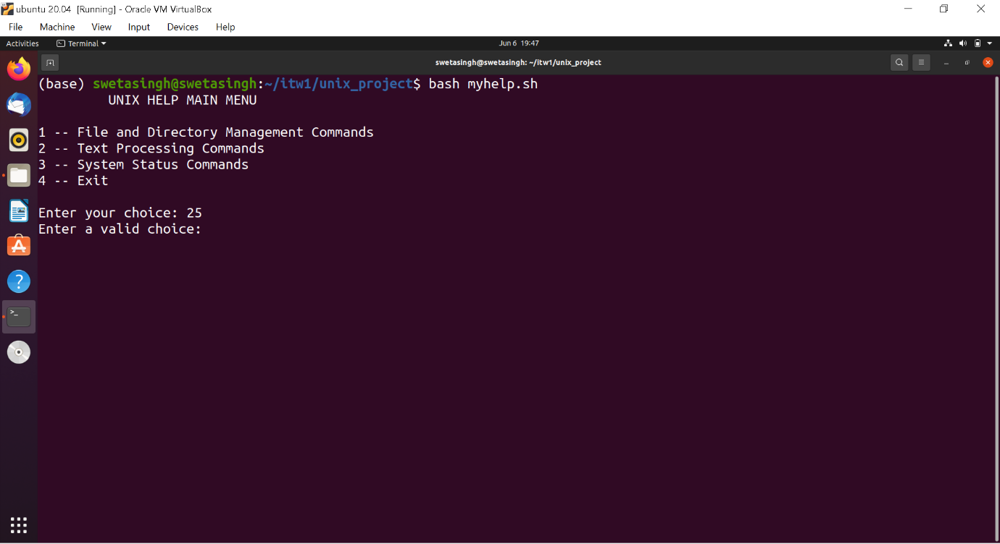 ubuntu 20.04 [Running] - Oracle VM VirtualBox
File Machine View Input Devices Help
Activities Terminal Jun 6 19:47
swetasingh@swetasingh: ~/itw1/unix_project
(base) swetasingh@swetasingh:~/itw1/unix_project$ bash myhelp.sh
UNIX HELP MAIN MENU
1 -- File and Directory Management Commands
2 -- Text Processing Commands
3 -- System Status Commands
4 -- Exit
Enter your choice: 25
Enter a valid choice: